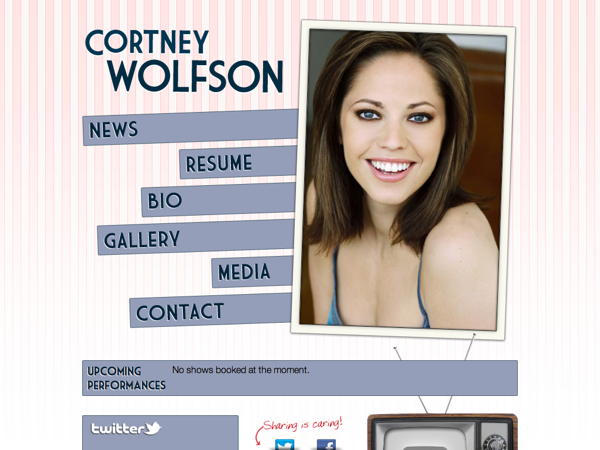 CORTNEY
WOLFSON
NEWS
RESUME
BIO
GALLERY
MEDIA
CONTACT
UPCOMING
PERFORMANCES
No shows booked at the moment.
twitter
Sharing is caring!